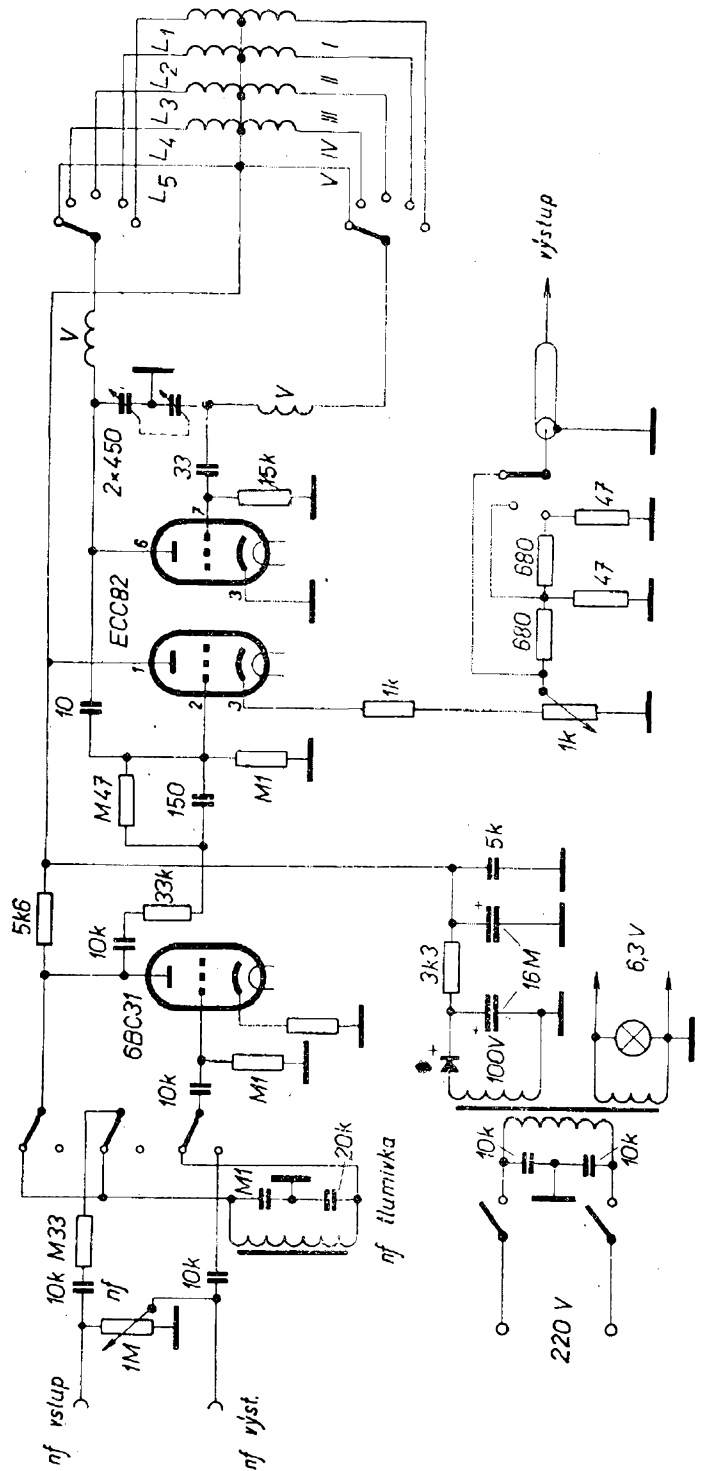 nf vstup
nf výst.
10k
M33
nf
1M
10k
M1
20k
nf tlumivka
10k
M1
6BC31
10k
5k6
33k
M47
150
M1
10
ECC82
1
2
3
6
7
3
33
15k
2×450
V
V
L1
L2
L3
L4
L5
I
II
III
IV
V
220 V
10k
10k
100V
+
+
+
16M
3k3
5k
6,3 V
1k
1k
680
680
47
47
výstup